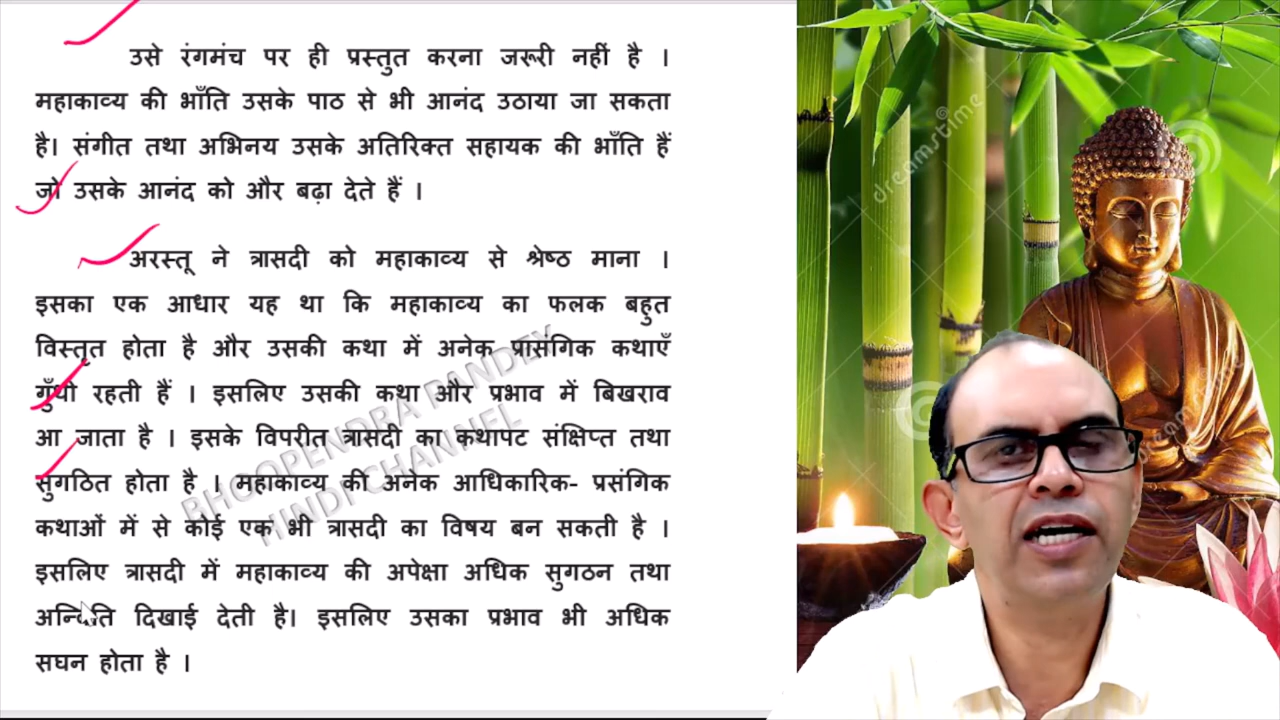 उसे रंगमंच पर ही प्रस्तुत करना जरूरी नहीं है ।
महाकाव्य की भाँति उसके पाठ से भी आनंद उठाया जा सकता
है। संगीत तथा अभिनय उसके अतिरिक्त सहायक की भाँति हैं
जो उसके आनंद को और बढ़ा देते हैं ।
अरस्तू ने त्रासदी को महाकाव्य से श्रेष्ठ माना ।
इसका एक आधार यह था कि महाकाव्य का फलक बहुत
विस्तृत होता है और उसकी कथा में अनेक प्रासंगिक कथाएँ
गुँथी रहती हैं । इसलिए उसकी कथा और प्रभाव में बिखराव
आ जाता है । इसके विपरीत त्रासदी का कथापट संक्षिप्त तथा
सुगठित होता है । महाकाव्य की अनेक आधिकारिक- प्रसंगिक
कथाओं में से कोई एक भी त्रासदी का विषय बन सकती है ।
इसलिए त्रासदी में महाकाव्य की अपेक्षा अधिक सुगठन तथा
अन्विति दिखाई देती है। इसलिए उसका प्रभाव भी अधिक
सघन होता है ।
BHOOPENDRA PANDEY
HINDI CHANNEL
dreamstime
dreamstime